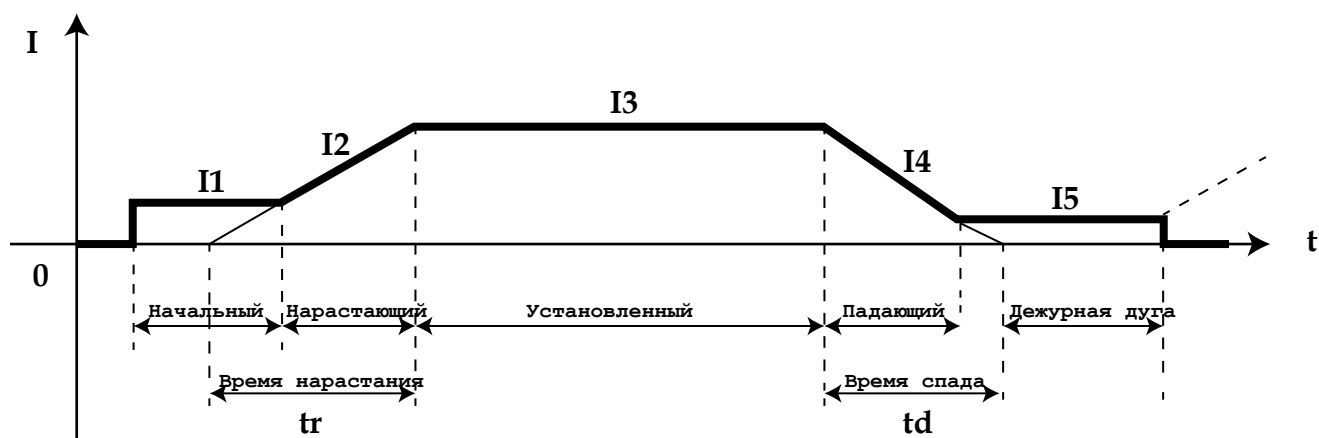 I
I3
I2
I4
I1
I5
t
0
Начальный
Нарастающий
Установленный
Падающий
Дежурная дуга
Время нарастания
Время спада
tr
td